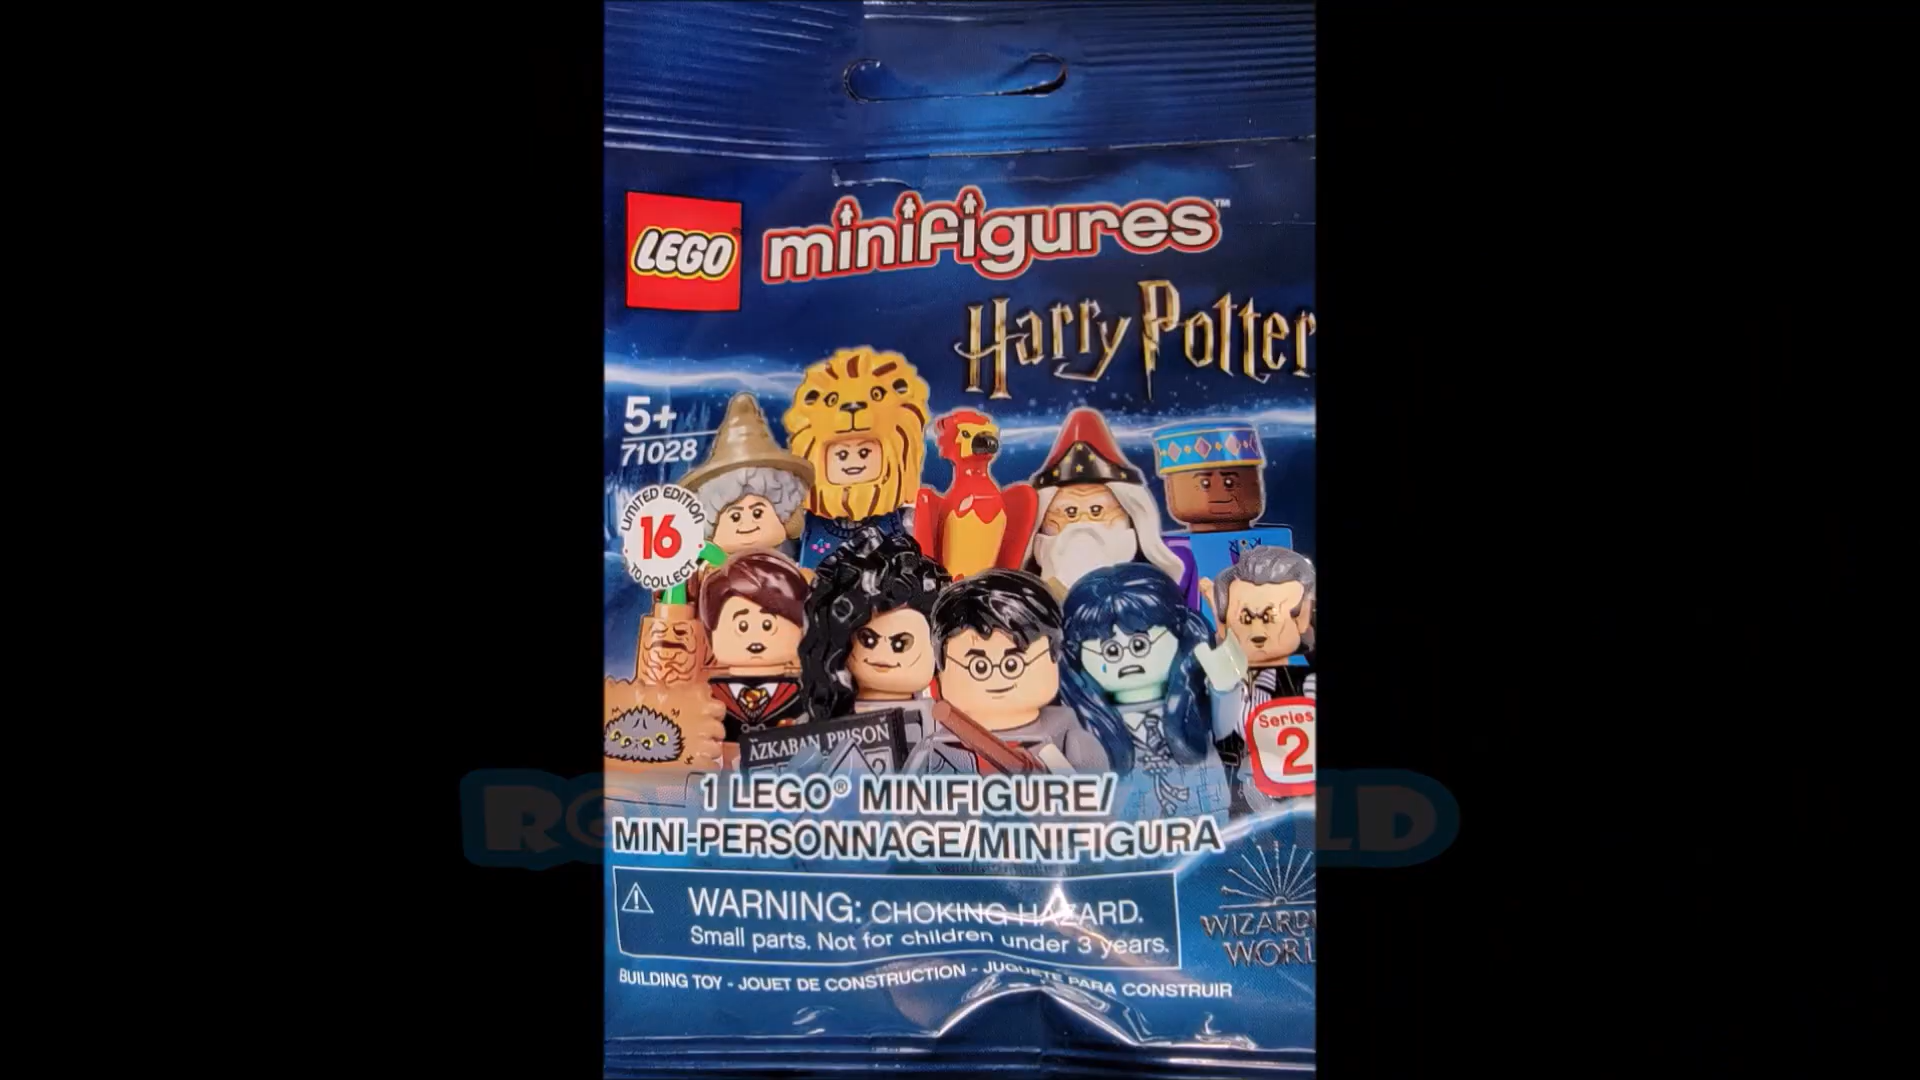 LEGO
minifigures™
Harry Potter
5+
71028
LIMITED EDITION
16
TO COLLECT
AZKABAN PRISON
Series
2
1 LEGO® MINIFIGURE/
MINI-PERSONNAGE/MINIFIGURA
WARNING: CHOKING HAZARD.
Small parts. Not for children under 3 years.
BUILDING TOY - JOUET DE CONSTRUCTION - JUGUETE PARA CONSTRUIR